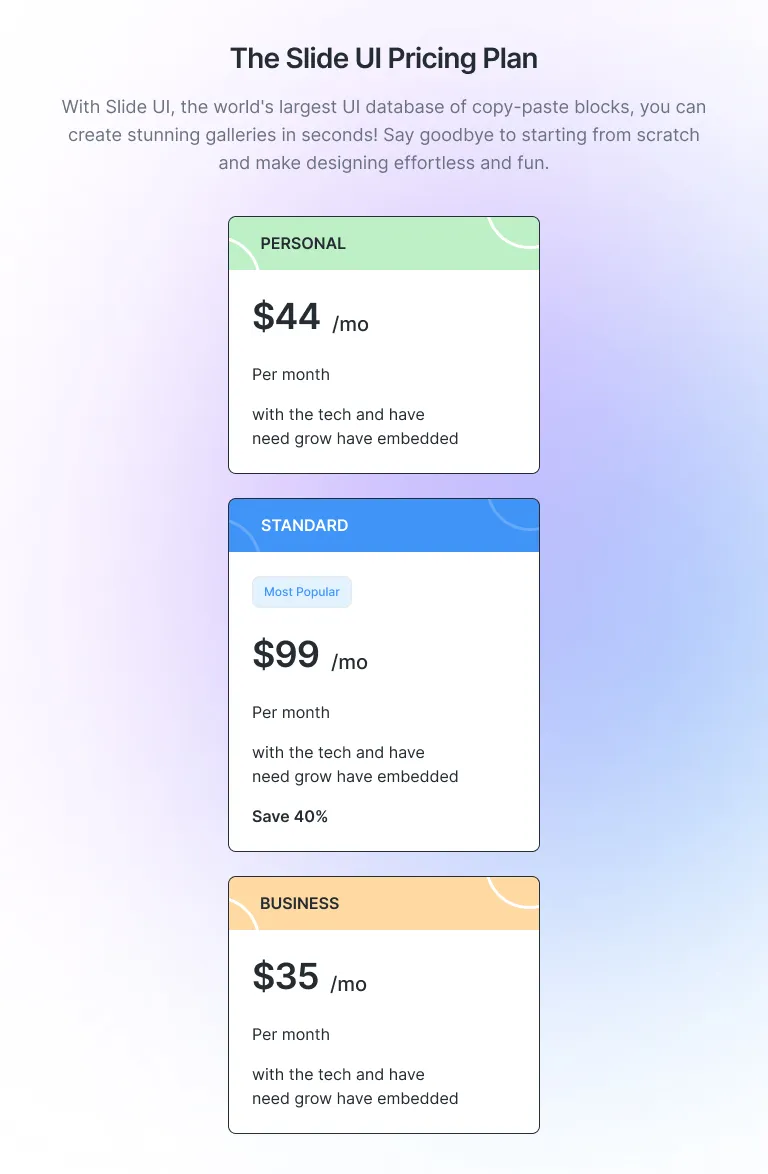 The Slide UI Pricing Plan
With Slide UI, the world's largest UI database of copy-paste blocks, you can
create stunning galleries in seconds! Say goodbye to starting from scratch
and make designing effortless and fun.
PERSONAL
$44 /mo
Per month
with the tech and have
need grow have embedded
STANDARD
Most Popular
$99 /mo
Per month
with the tech and have
need grow have embedded
Save 40%
BUSINESS
$35 /mo
Per month
with the tech and have
need grow have embedded